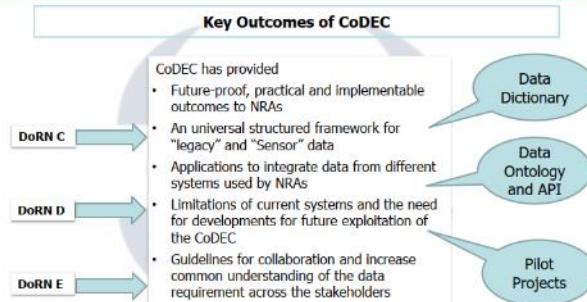 Key Outcomes of CoDEC
CoDEC has provided
• Future-proof, practical and implementable
outcomes to NRAs
• An universal structured framework for
"legacy" and "Sensor" data
• Applications to integrate data from different
systems used by NRAs
• Limitations of current systems and the need
for developments for future exploitation of
the CoDEC
• Guidelines for collaboration and increase
common understanding of the data
requirement across the stakeholders
DoRN C
DoRN D
DoRN E
Data
Dictionary
Data
Ontology
and API
Pilot
Projects